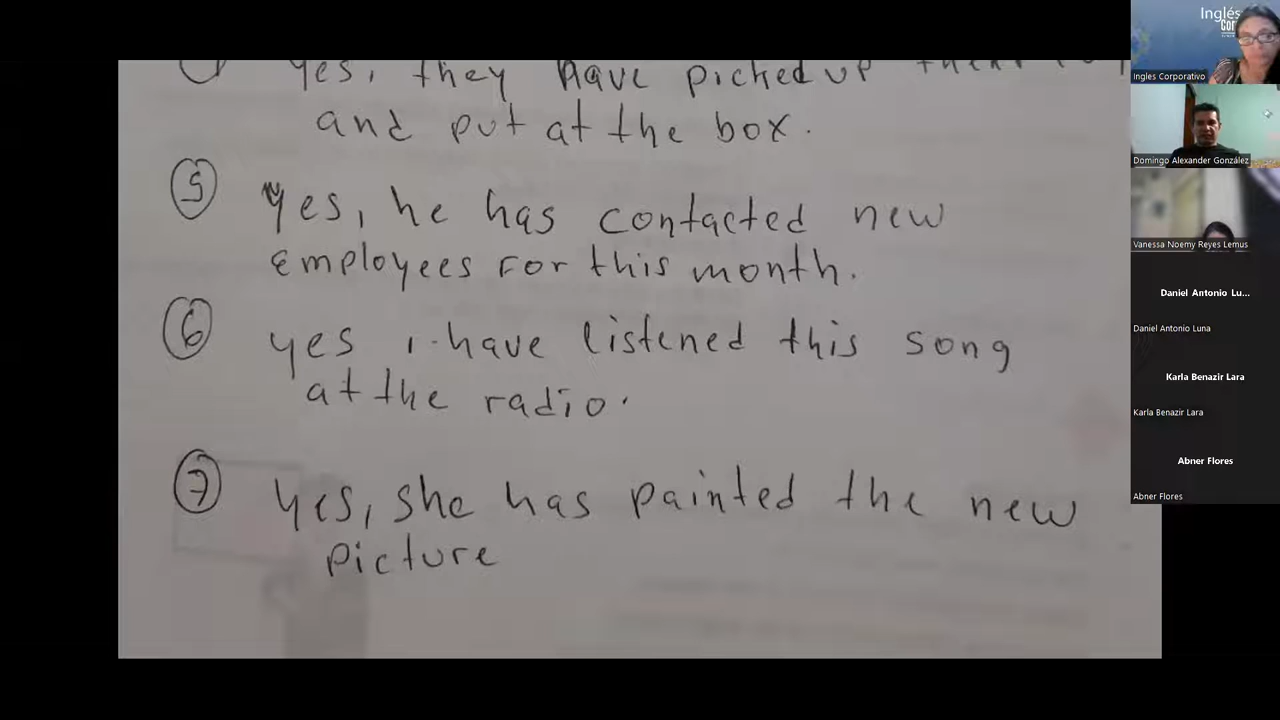 yes, they have pickedup
and put at the box.
5 yes, he has contacted new
employees for this month.
6 yes i have listened this song
at the radio.
7 yes, she has painted the new
picture
Inglés
Ingles Corporativo
Domingo Alexander González
Vanessa Noemy Reyes Lemus
Daniel Antonio Lu...
Daniel Antonio Luna
Karla Benazir Lara
Karla Benazir Lara
Abner Flores
Abner Flores